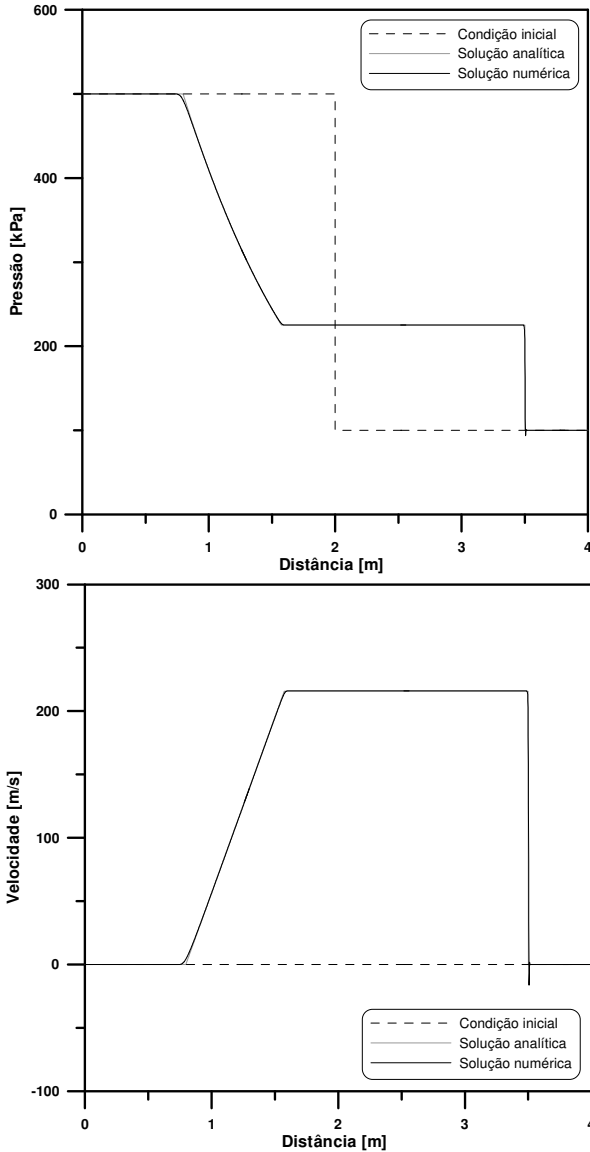 600
Condição inicial
Solução analítica
Solução numérica
400
Pressão [kPa]
200
0
0
1
2
3
4
Distância [m]
300
200
Velocidade [m/s]
100
0
Condição inicial
Solução analítica
Solução numérica
-100
0
1
2
3
4
Distância [m]